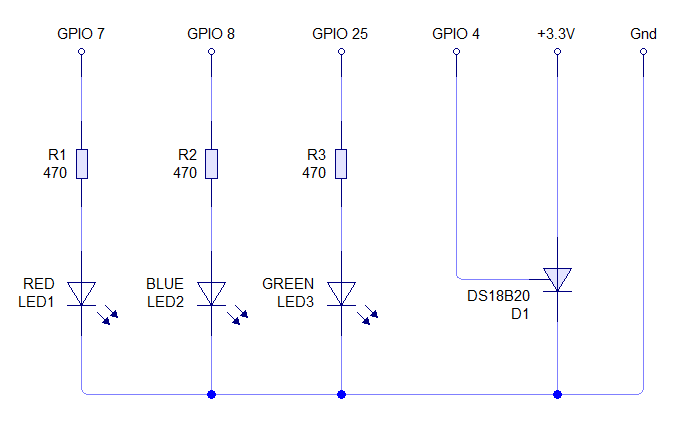 GPIO 7
GPIO 8
GPIO 25
GPIO 4
+3.3V
Gnd
R1
470
R2
470
R3
470
RED
LED1
BLUE
LED2
GREEN
LED3
DS18B20
D1